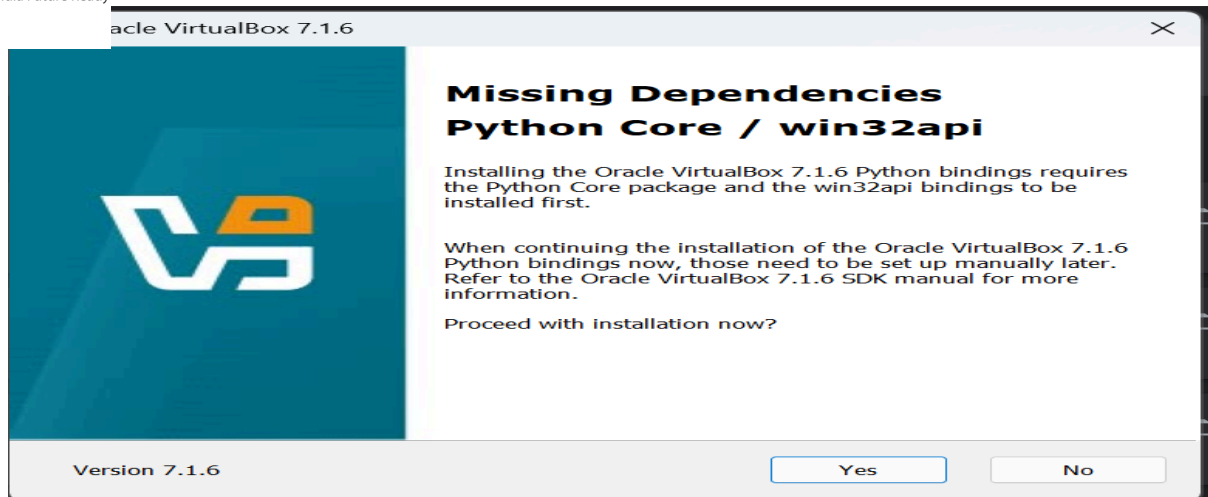 acle VirtualBox 7.1.6
Missing Dependencies
Python Core / win32api
Installing the Oracle VirtualBox 7.1.6 Python bindings requires
the Python Core package and the win32api bindings to be
installed first.
When continuing the installation of the Oracle VirtualBox 7.1.6
Python bindings now, those need to be set up manually later.
Refer to the Oracle VirtualBox 7.1.6 SDK manual for more
information.
Proceed with installation now?
Version 7.1.6
Yes
No